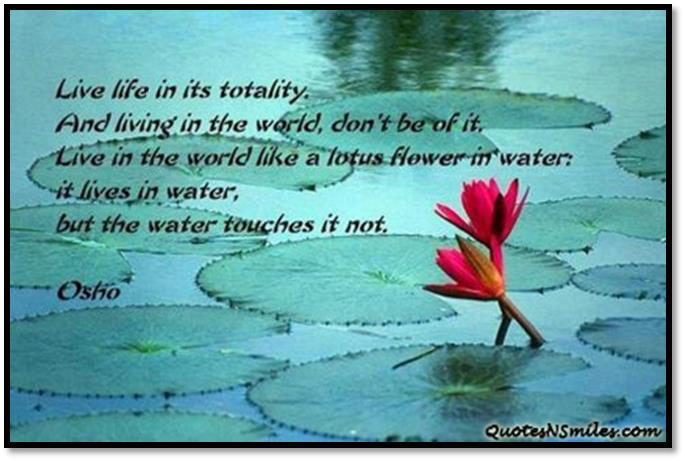 Live life in its totality.
And living in the world, don't be of it.
Live in the world like a lotus flower in water:
it lives in water,
but the water touches it not.
Osho
QuotesNSmiles.com